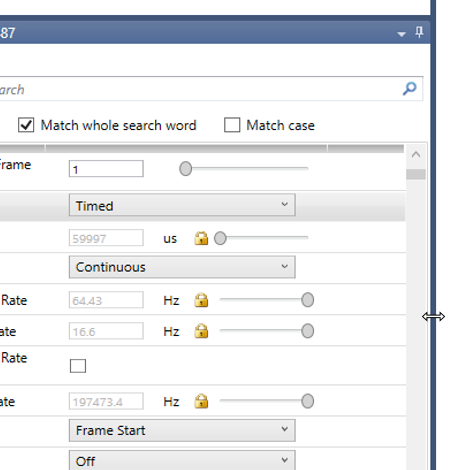 87
arch
Match whole search word Match case
Frame 1
Timed
59997 us
Continuous
Rate 64.43 Hz
ate 16.6 Hz
Rate
ate 197473.4 Hz
Frame Start
Off